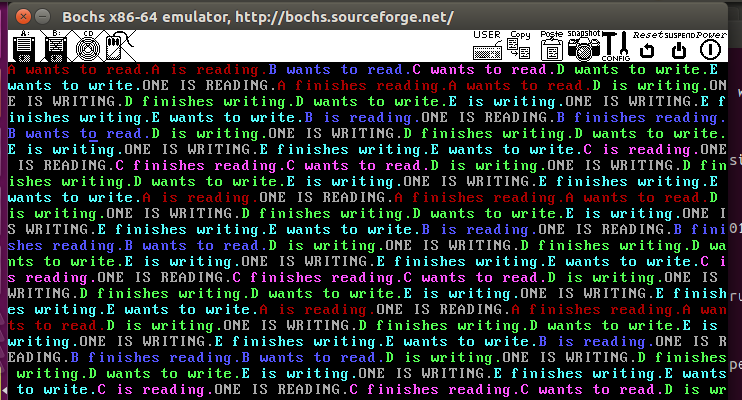 Bochs x86-64 emulator, http://bochs.sourceforge.net/
A: B: CD USER Copy Paste snapshot CONFIG Reset SUSPEND Power
A wants to read.A is reading.B wants to read.C wants to read.D wants to write.E
wants to write.ONE IS READING.A finishes reading.A wants to read.D is writing.ON
E IS WRITING.D finishes writing.D wants to write.E is writing.ONE IS WRITING.E f
inishes writing.E wants to write.B is reading.ONE IS READING.B finishes reading.
B wants to read.D is writing.ONE IS WRITING.D finishes writing.D wants to write.
E is writing.ONE IS WRITING.E finishes writing.E wants to write.C is reading.ONE
IS READING.C finishes reading.C wants to read.D is writing.ONE IS WRITING.D fin
ishes writing.D wants to write.E is writing.ONE IS WRITING.E finishes writing.E
wants to write.A is reading.ONE IS READING.A finishes reading.A wants to read.D
is writing.ONE IS WRITING.D finishes writing.D wants to write.E is writing.ONE I
S WRITING.E finishes writing.E wants to write.B is reading.ONE IS READING.B fini
shes reading.B wants to read.D is writing.ONE IS WRITING.D finishes writing.D wa
nts to write.E is writing.ONE IS WRITING.E finishes writing.E wants to write.C i
s reading.ONE IS READING.C finishes reading.C wants to read.D is writing.ONE IS
WRITING.D finishes writing.D wants to write.E is writing.ONE IS WRITING.E finish
es writing.E wants to write.A is reading.ONE IS READING.A finishes reading.A wan
ts to read.D is writing.ONE IS WRITING.D finishes writing.D wants to write.E is
writing.ONE IS WRITING.E finishes writing.E wants to write.B is reading.ONE IS R
EADING.B finishes reading.B wants to read.D is writing.ONE IS WRITING.D finishes
writing.D wants to write.E is writing.ONE IS WRITING.E finishes writing.E wants
to write.C is reading.ONE IS READING.C finishes reading.C wants to read.D is wr